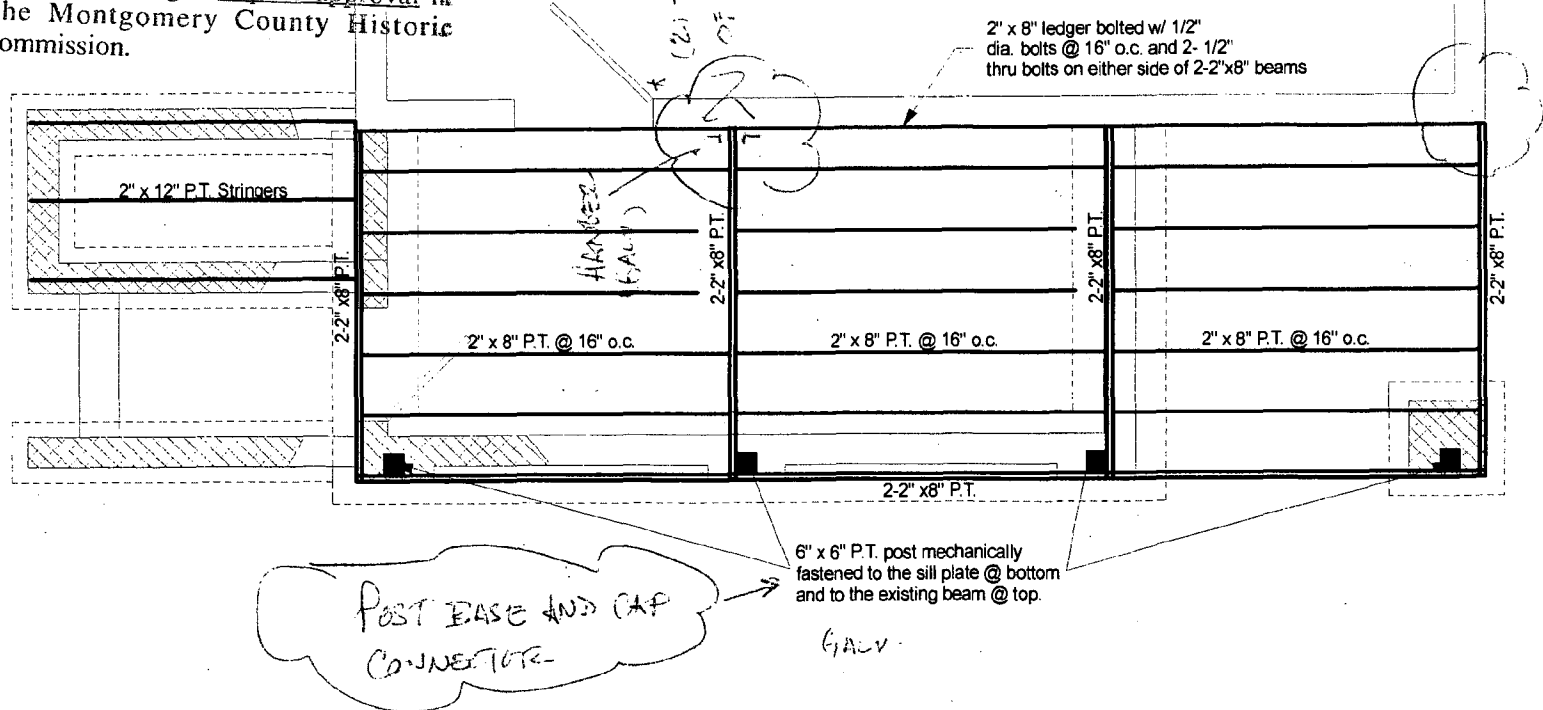 approval in
the Montgomery County Historic
ommission.
2" x 8" ledger bolted w/ 1/2"
dia. bolts @ 16" o.c. and 2- 1/2"
thru bolts on either side of 2-2"x8" beams
2" x 12" P.T. Stringers
HANGER
(GALV)
2-2" x8" P.T.
2-2" x8" P.T.
2-2" x8" P.T.
2-2" x8" P.T.
2" x 8" P.T. @ 16" o.c.
2" x 8" P.T. @ 16" o.c.
2" x 8" P.T. @ 16" o.c.
2-2" x8" P.T.
6" x 6" P.T. post mechanically
fastened to the sill plate @ bottom
and to the existing beam @ top.
POST BASE AND CAP
CONNECTOR
GALV.